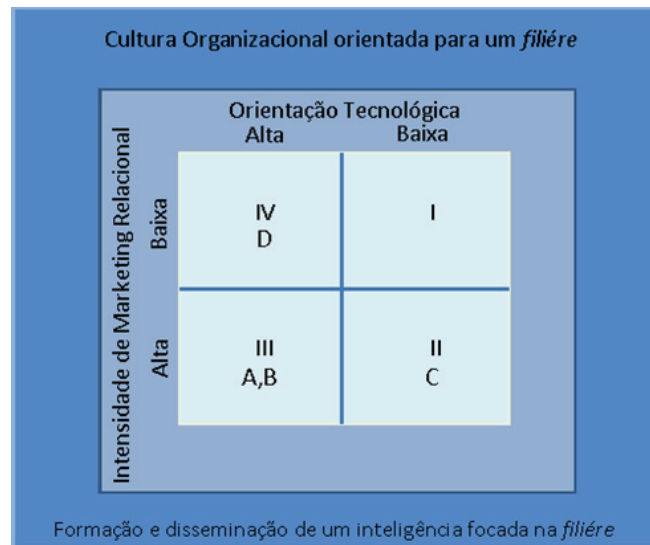 Cultura Organizacional orientada para um filiére
Orientação Tecnológica
Alta Baixa
Intensidade de Marketing Relacional
Baixa
IV
D
I
Alta
III
A,B
II
C
Formação e disseminação de um inteligência focada na filiére